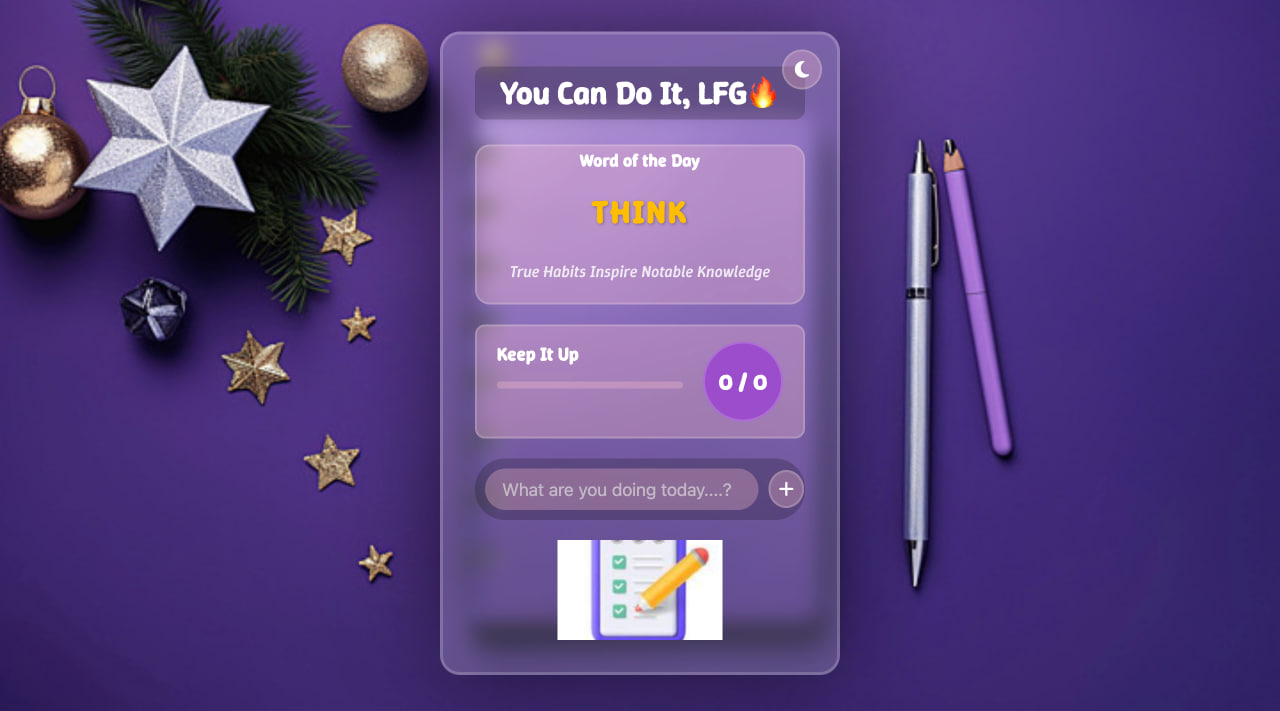 You Can Do It, LFG🔥
Word of the Day
THINK
True Habits Inspire Notable Knowledge
Keep It Up
0 / 0
What are you doing today....?
+